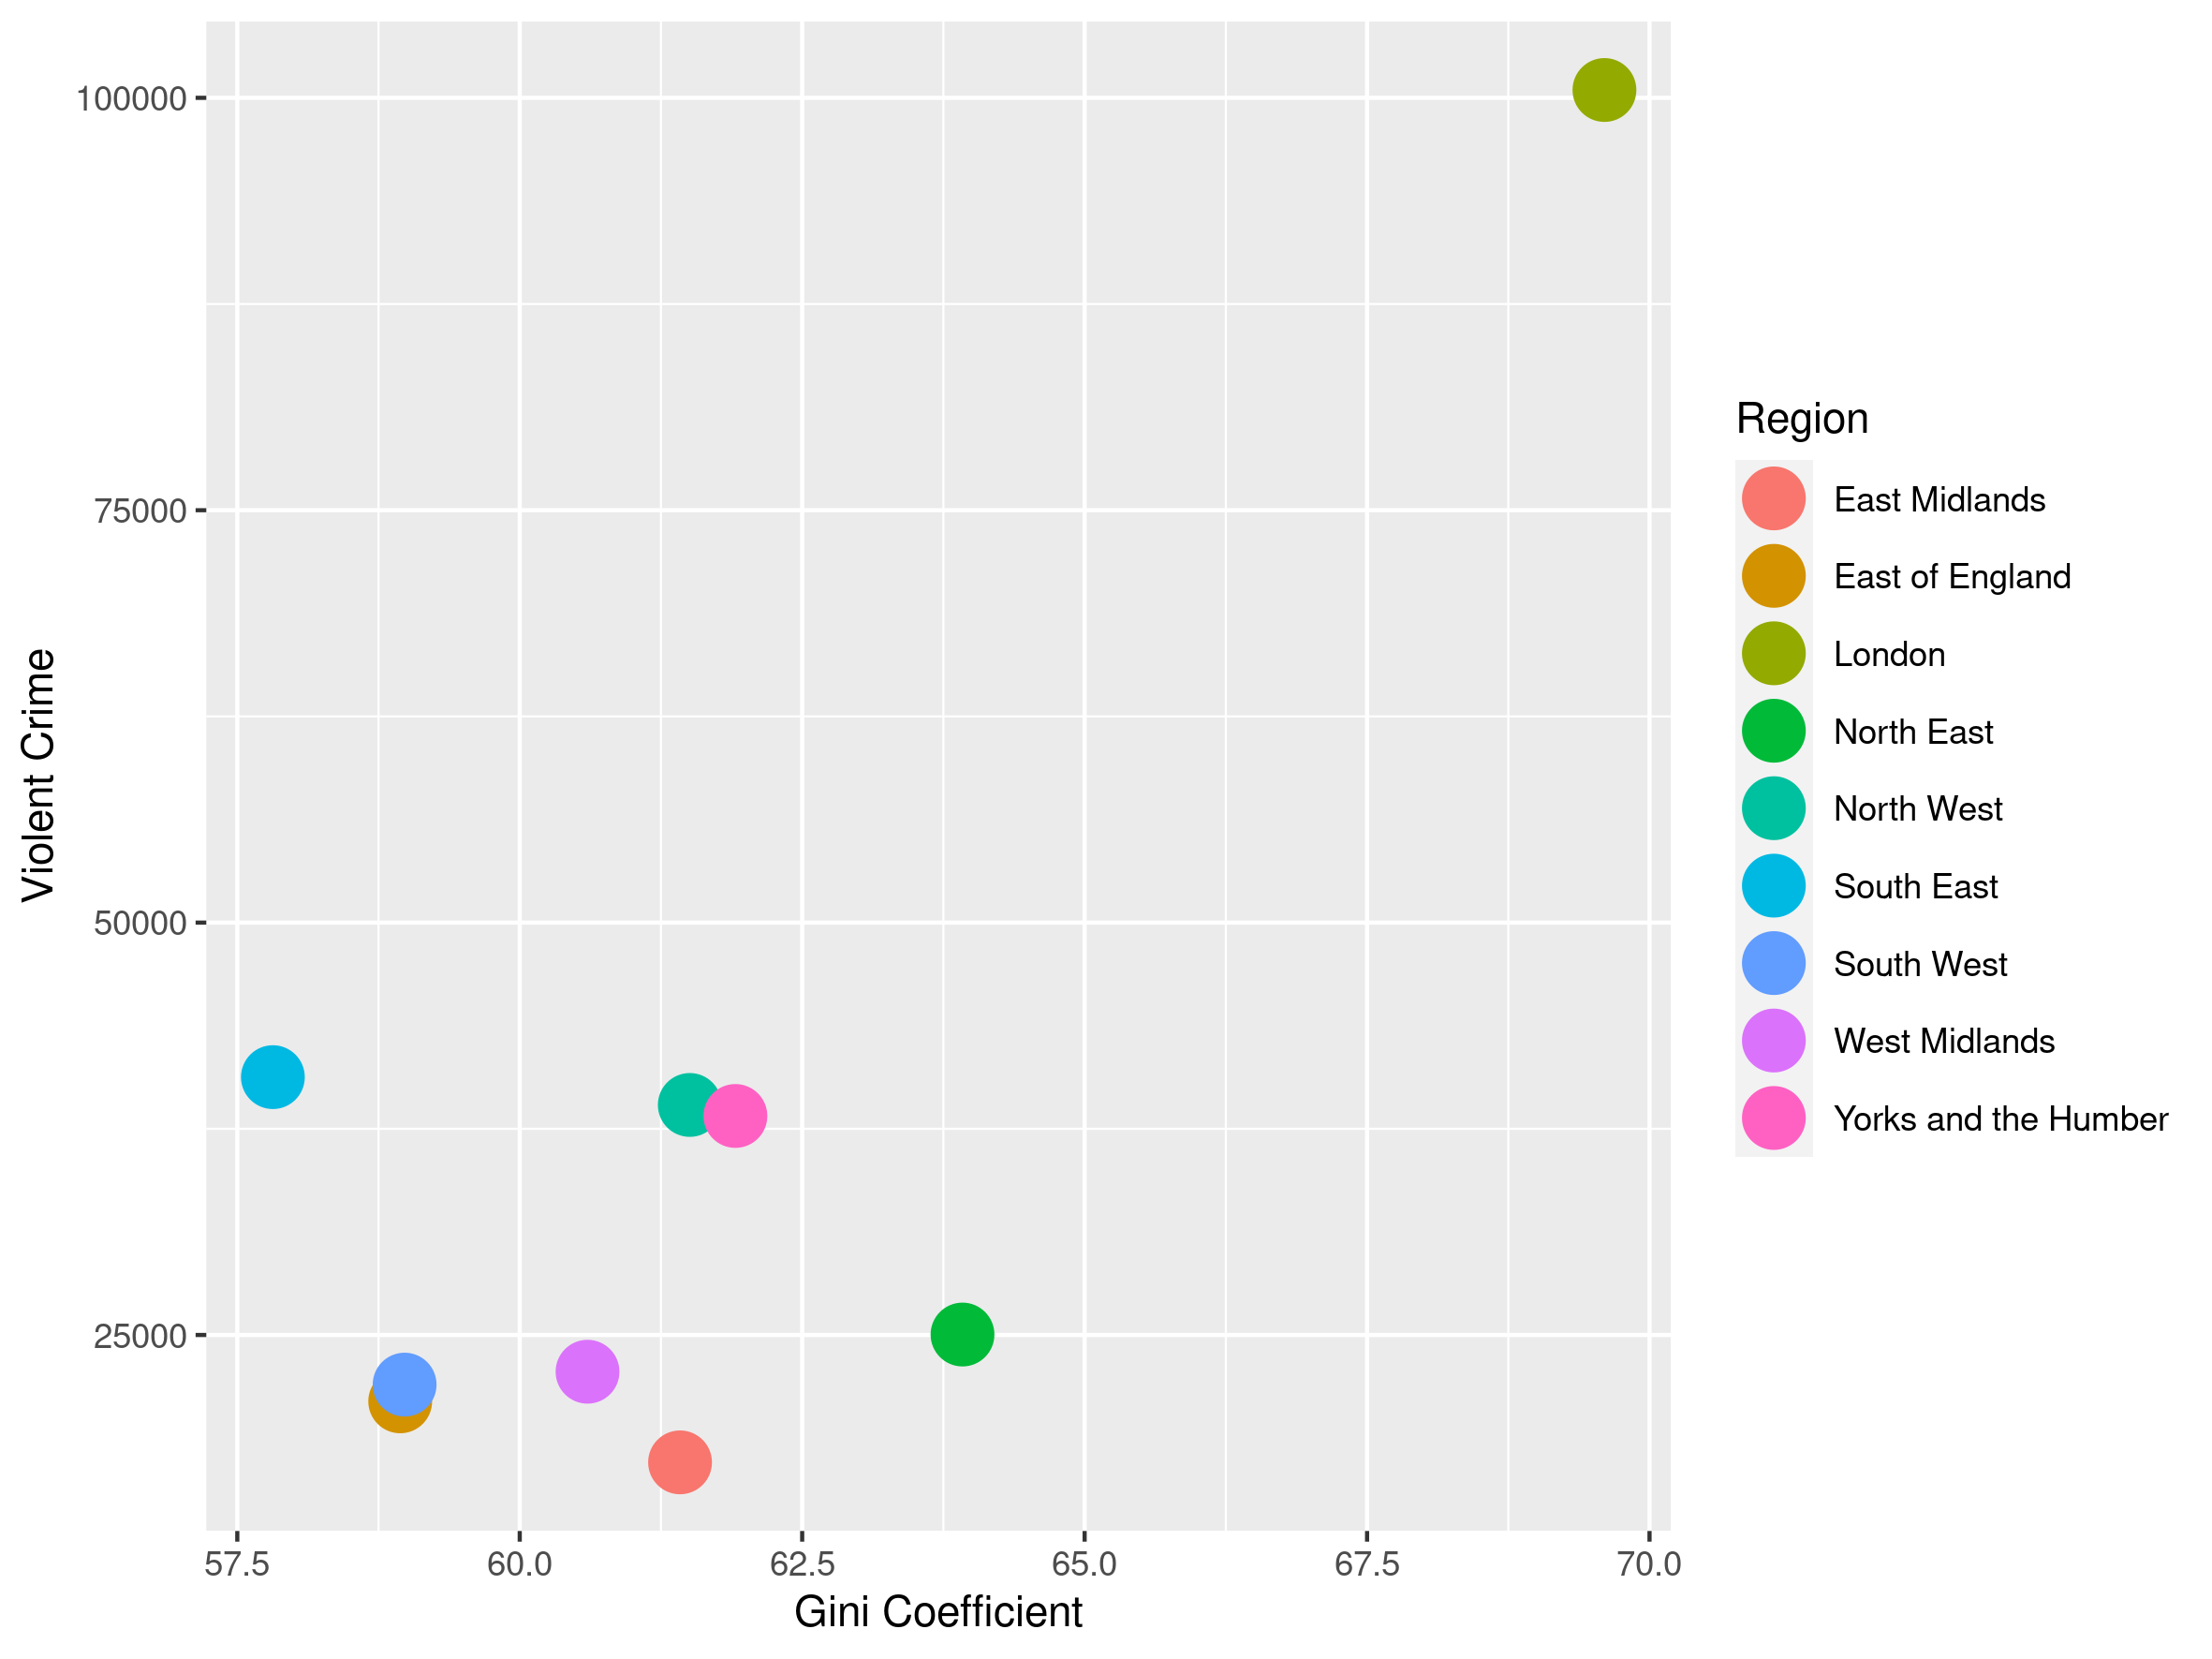 100000
75000
50000
25000
Violent Crime
57.5 60.0 62.5 65.0 67.5 70.0
Gini Coefficient
Region
East Midlands
East of England
London
North East
North West
South East
South West
West Midlands
Yorks and the Humber